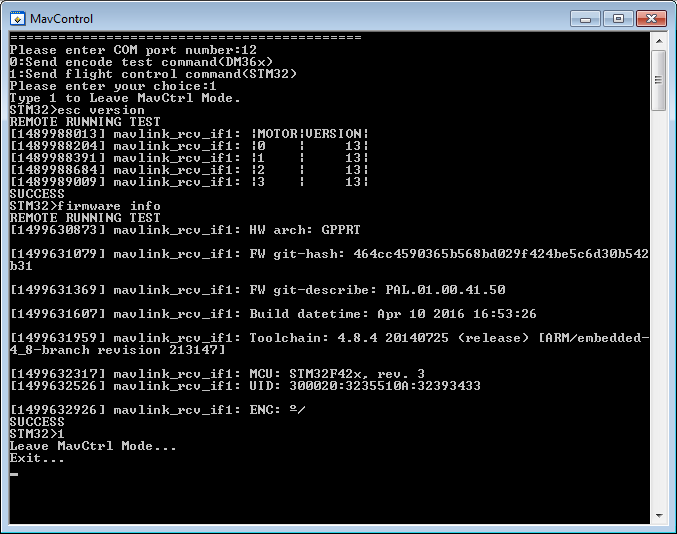 MavControl
============================================
Please enter COM port number:12
0:Send encode test command(DM36x)
1:Send flight control command(STM32)
Please enter your choice:1
Type 1 to Leave MavCtrl Mode.
STM32>esc version
REMOTE RUNNING TEST
[1489988013] mavlink_rcv_if1: ¦MOTOR¦VERSION¦
[1489988204] mavlink_rcv_if1: ¦0    ¦     13¦
[1489988391] mavlink_rcv_if1: ¦1    ¦     13¦
[1489988684] mavlink_rcv_if1: ¦2    ¦     13¦
[1489989009] mavlink_rcv_if1: ¦3    ¦     13¦
SUCCESS
STM32>firmware info
REMOTE RUNNING TEST
[1499630873] mavlink_rcv_if1: HW arch: GPPRT
[1499631079] mavlink_rcv_if1: FW git-hash: 464cc4590365b568bd029f424be5c6d30b542
b31
[1499631369] mavlink_rcv_if1: FW git-describe: PAL.01.00.41.50
[1499631607] mavlink_rcv_if1: Build datetime: Apr 10 2016 16:53:26
[1499631959] mavlink_rcv_if1: Toolchain: 4.8.4 20140725 (release) [ARM/embedded-
4_8-branch revision 213147]
[1499632317] mavlink_rcv_if1: MCU: STM32F42x, rev. 3
[1499632526] mavlink_rcv_if1: UID: 300020:3235510A:32393433
[1499632926] mavlink_rcv_if1: ENC: º/
SUCCESS
STM32>1
Leave MavCtrl Mode...
Exit...